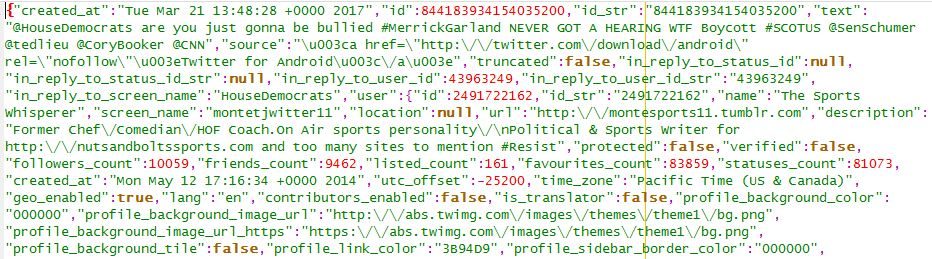 {"created_at":"Tue Mar 21 13:48:28 +0000 2017","id":844183934154035200,"id_str":"844183934154035200","text":
"@HouseDemocrats are you just gonna be bullied #MerrickGarland NEVER GOT A HEARING WTF Boycott #SCOTUS @SenSchumer
@tedlieu @CoryBooker @CNN","source":"\u003ca href=\"http:\/\/twitter.com\/download\/android\"
rel=\"nofollow\"\u003eTwitter for Android\u003c\/a\u003e","truncated":false,"in_reply_to_status_id":null,
"in_reply_to_status_id_str":null,"in_reply_to_user_id":43963249,"in_reply_to_user_id_str":"43963249",
"in_reply_to_screen_name":"HouseDemocrats","user":{"id":2491722162,"id_str":"2491722162","name":"The Sports
Whisperer","screen_name":"montetjwitter11","location":null,"url":"http:\/\/montesports11.tumblr.com","description":
"Former Chef\/Comedian\/HOF Coach.On Air sports personality\/\nPolitical & Sports Writer for
http:\/\/nutsandboltssports.com and too many sites to mention #Resist","protected":false,"verified":false,
"followers_count":10059,"friends_count":9462,"listed_count":161,"favourites_count":83859,"statuses_count":81073,
"created_at":"Mon May 12 17:16:34 +0000 2014","utc_offset":-25200,"time_zone":"Pacific Time (US & Canada)",
"geo_enabled":true,"lang":"en","contributors_enabled":false,"is_translator":false,"profile_background_color":
"000000","profile_background_image_url":"http:\/\/abs.twimg.com\/images\/themes\/theme1\/bg.png",
"profile_background_image_url_https":"https:\/\/abs.twimg.com\/images\/themes\/theme1\/bg.png",
"profile_background_tile":false,"profile_link_color":"3B94D9","profile_sidebar_border_color":"000000",